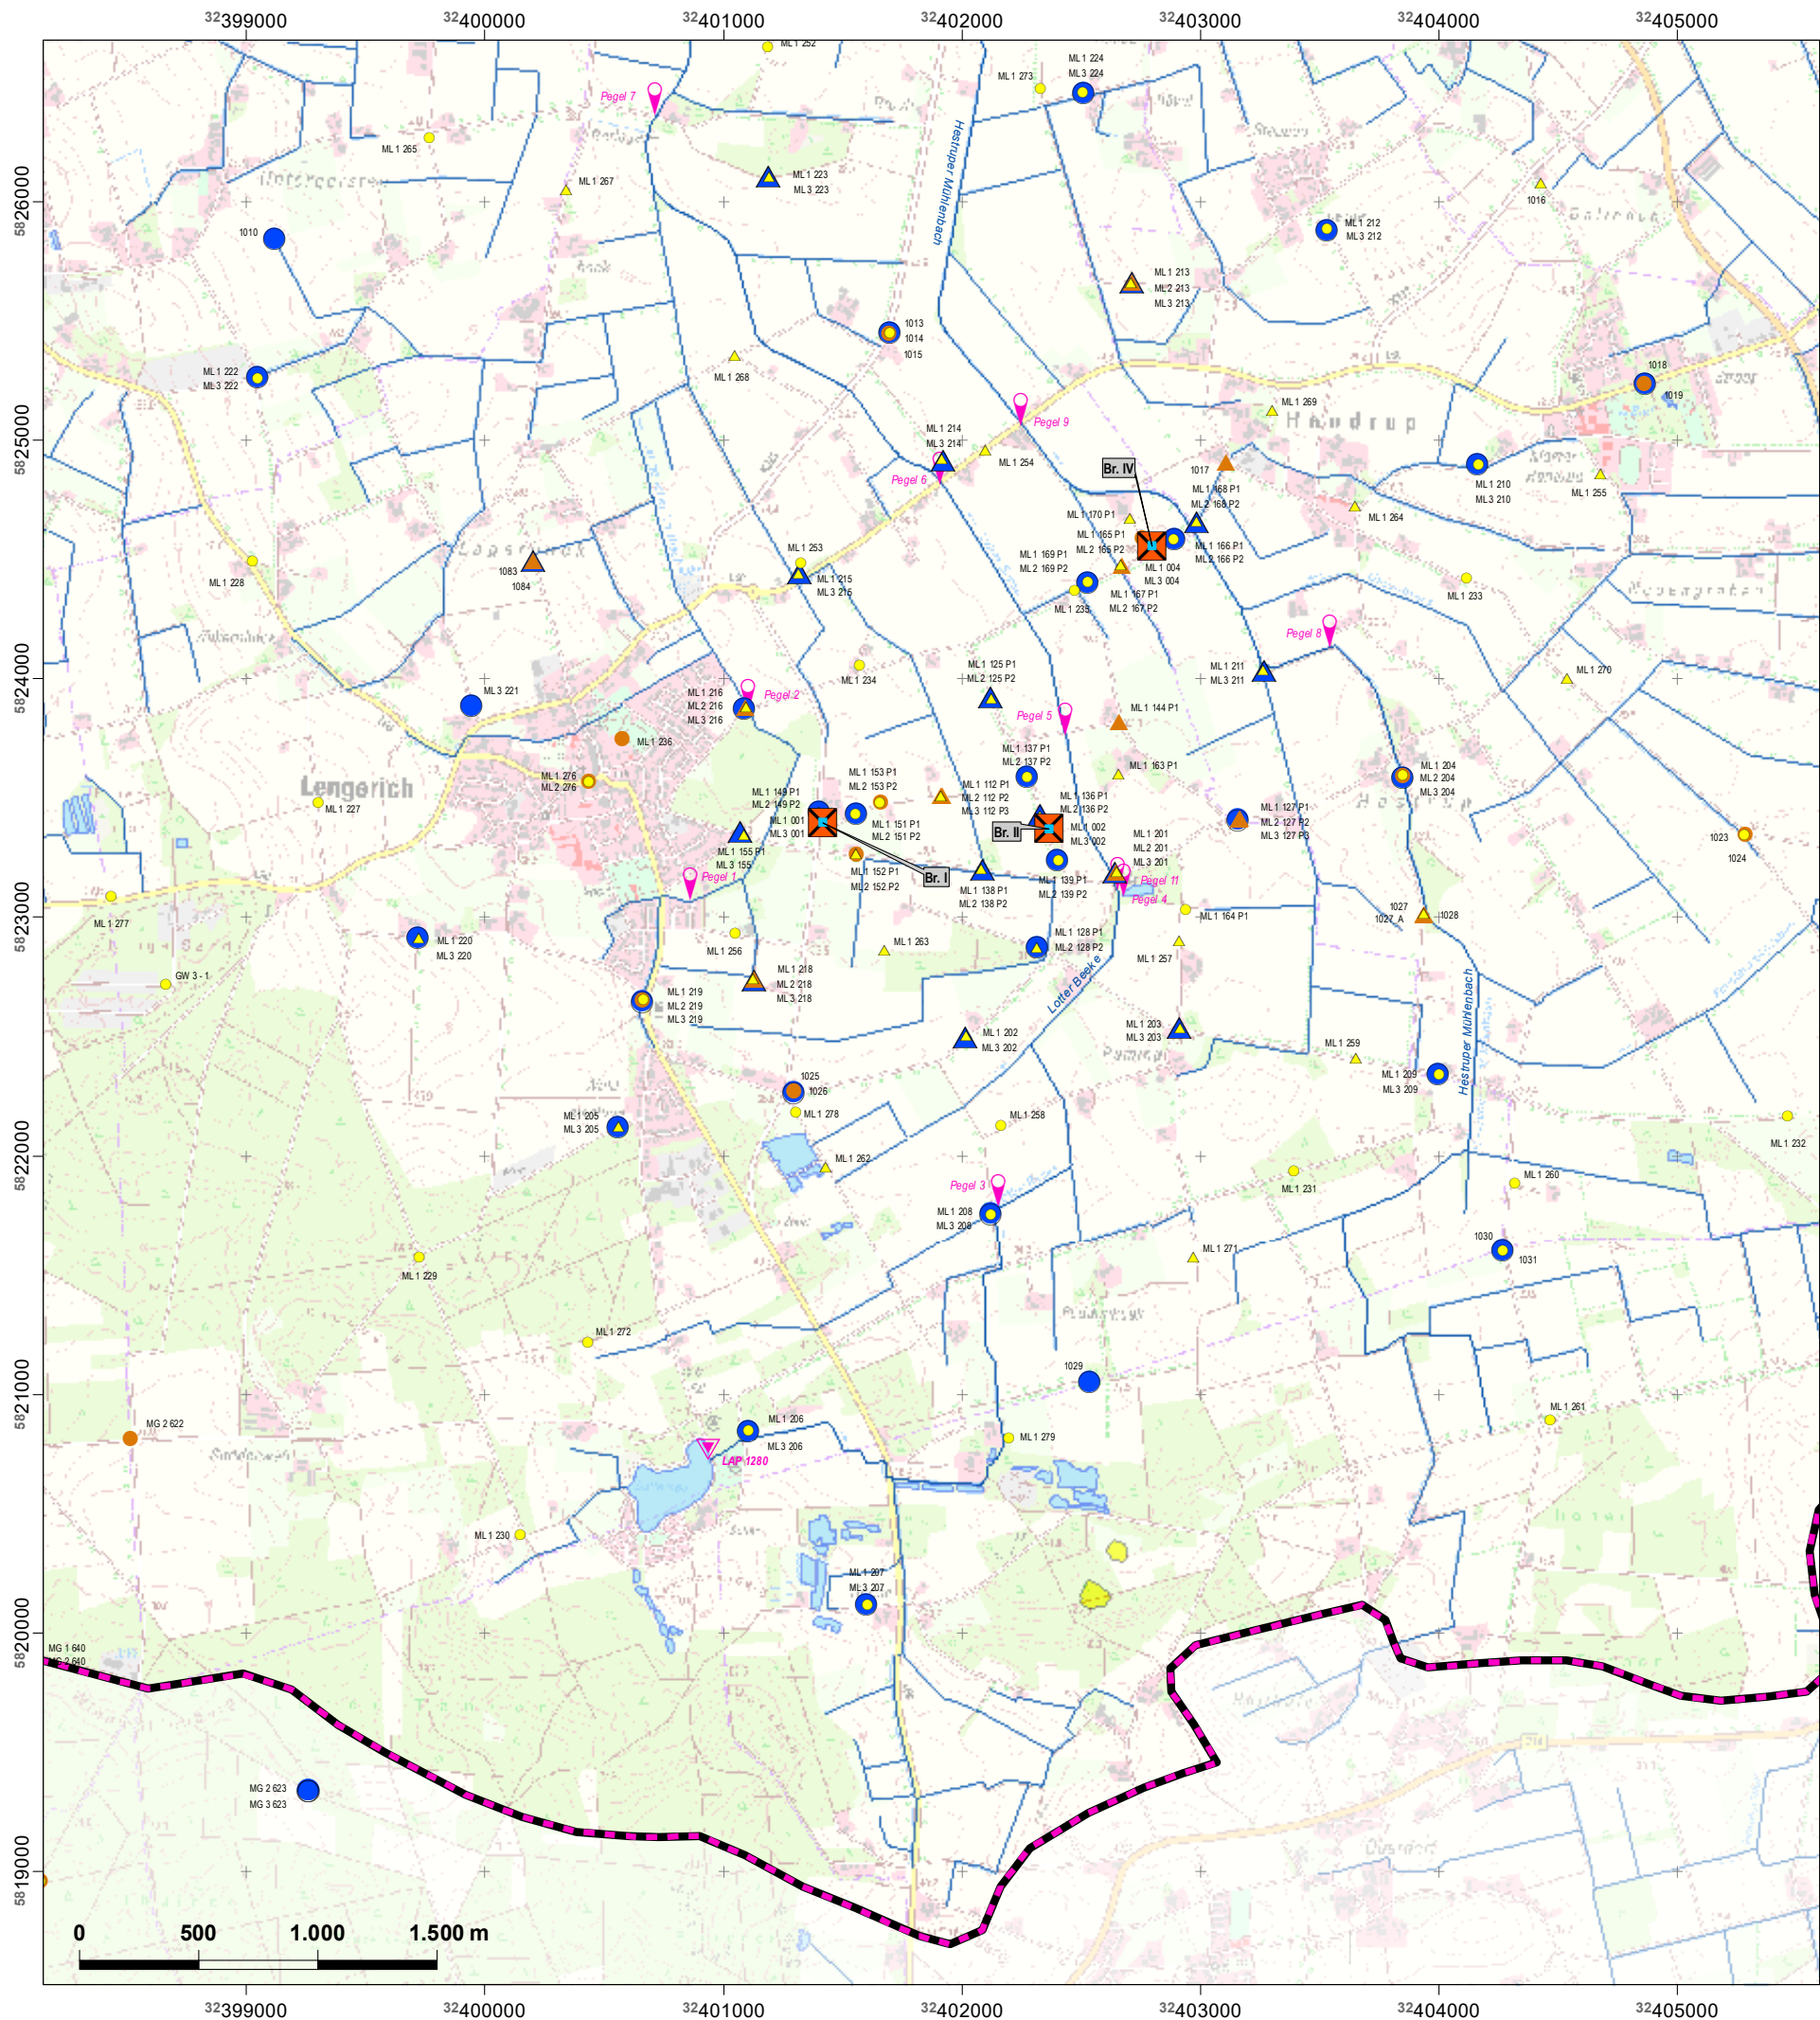 32399000 32400000 32401000 32402000 32403000 32404000 32405000
5826000
5825000
5824000
5823000
5822000
5821000
5820000
5819000
ML 1 252
ML 1 273
ML 1 224
ML 3 224
Pegel 7
ML 1 265
ML 1 267
ML 1 223
ML 3 223
Hestruper Mühlenbach
1016
1010
ML 1 212
ML 3 212
ML 1 213
ML 2 213
ML 3 213
1013
1014
1015
ML 1 268
ML 1 222
ML 3 222
1018
1019
ML 1 269
Handrup
Pegel 9
ML 1 214
ML 3 214
ML 1 254
Pegel 6
Br. IV
1017
ML 1 168 P1
ML 2 168 P2
ML 1 210
ML 3 210
ML 1 255
ML 1 264
ML 1 170 P1
ML 1 165 P1
ML 2 165 P2
ML 1 166 P1
ML 2 166 P2
ML 1 004
ML 3 004
ML 1 169 P1
ML 2 169 P2
ML 1 167 P1
ML 2 167 P2
ML 1 235
ML 1 253
ML 1 215
ML 3 215
1083
1084
ML 1 228
ML 1 233
Pegel 8
ML 1 234
ML 1 125 P1
ML 2 125 P2
ML 1 211
ML 3 211
ML 1 270
ML 3 221
ML 1 216
ML 2 216
ML 3 216
Pegel 2
Pegel 5
ML 1 144 P1
ML 1 236
ML 1 276
ML 2 276
Lengerich
ML 1 227
ML 1 137 P1
ML 2 137 P2
ML 1 163 P1
ML 1 204
ML 2 204
ML 3 204
ML 1 153 P1
ML 2 153 P2
ML 1 112 P1
ML 2 112 P2
ML 3 112 P3
ML 1 149 P1
ML 2 149 P2
ML 1 001
ML 3 001
ML 1 151 P1
ML 2 151 P2
ML 1 136 P1
ML 2 136 P2
Br. II
ML 1 002
ML 3 002
ML 1 127 P1
ML 2 127 P2
ML 3 127 P3
1023
1024
ML 1 155 P1
ML 3 155
ML 1 152 P1
ML 2 152 P2
Br. I
ML 1 201
ML 2 201
ML 3 201
Pegel 1
ML 1 138 P1
ML 2 138 P2
ML 1 139 P1
ML 2 139 P2
Pegel 11
Pegel 4
ML 1 277
ML 1 164 P1
1027
1027_A
1028
ML 1 220
ML 3 220
ML 1 256
ML 1 263
ML 1 128 P1
ML 2 128 P2
ML 1 257
GW 3 - 1
ML 1 218
ML 2 218
ML 3 218
ML 1 219
ML 2 219
ML 3 219
Lotter Beeke
Hestruper Mühlenbach
ML 1 202
ML 3 202
ML 1 203
ML 3 203
ML 1 259
ML 1 209
ML 3 209
1025
1026
ML 1 278
ML 1 205
ML 3 205
ML 1 258
ML 1 232
ML 1 262
Pegel 3
ML 1 231
ML 1 260
ML 1 208
ML 3 208
ML 1 229
ML 1 271
1030
1031
ML 1 272
1029
ML 1 261
MG 2 622
ML 1 206
ML 3 206
LAP 1280
ML 1 279
ML 1 230
ML 1 207
ML 3 207
MG 1 640
MG 2 640
MG 2 623
MG 3 623
0 500 1.000 1.500 m
32399000 32400000 32401000 32402000 32403000 32404000 32405000